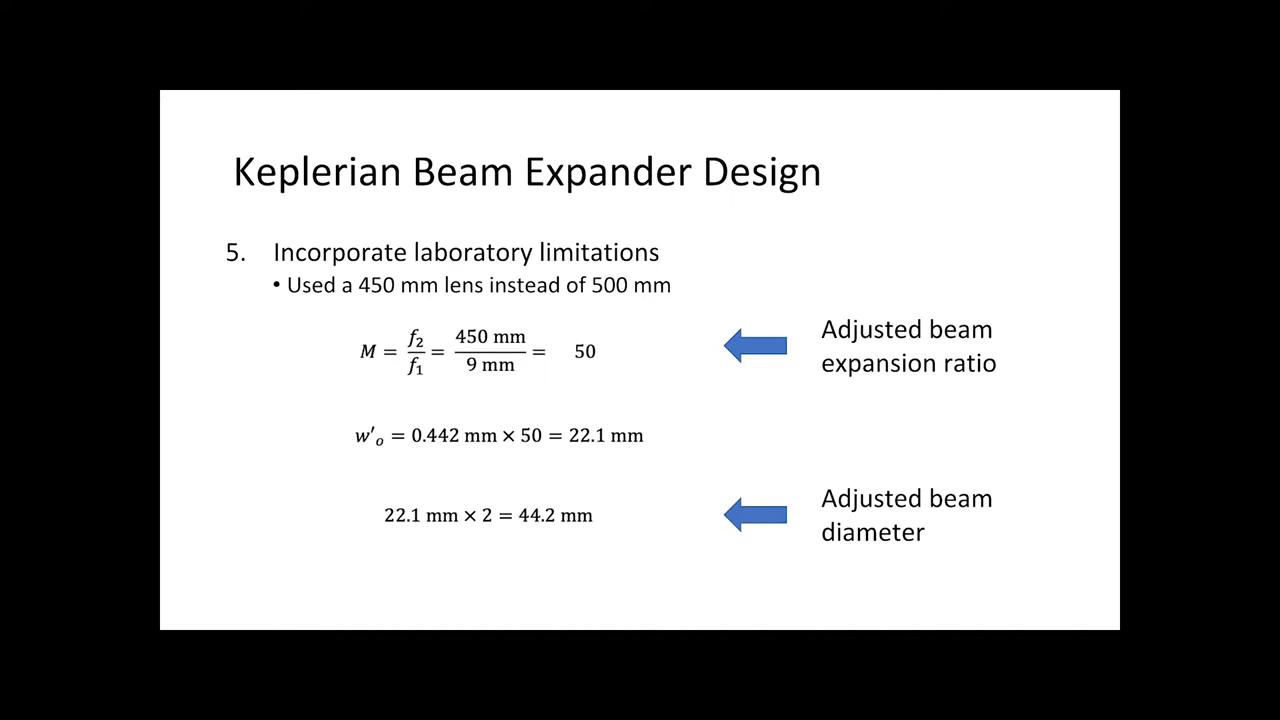 Keplerian Beam Expander Design
5. Incorporate laboratory limitations
• Used a 450 mm lens instead of 500 mm
M = f₂/f₁ = 450 mm/9 mm = 50
Adjusted beam
expansion ratio
w′ₒ = 0.442 mm × 50 = 22.1 mm
22.1 mm × 2 = 44.2 mm
Adjusted beam
diameter